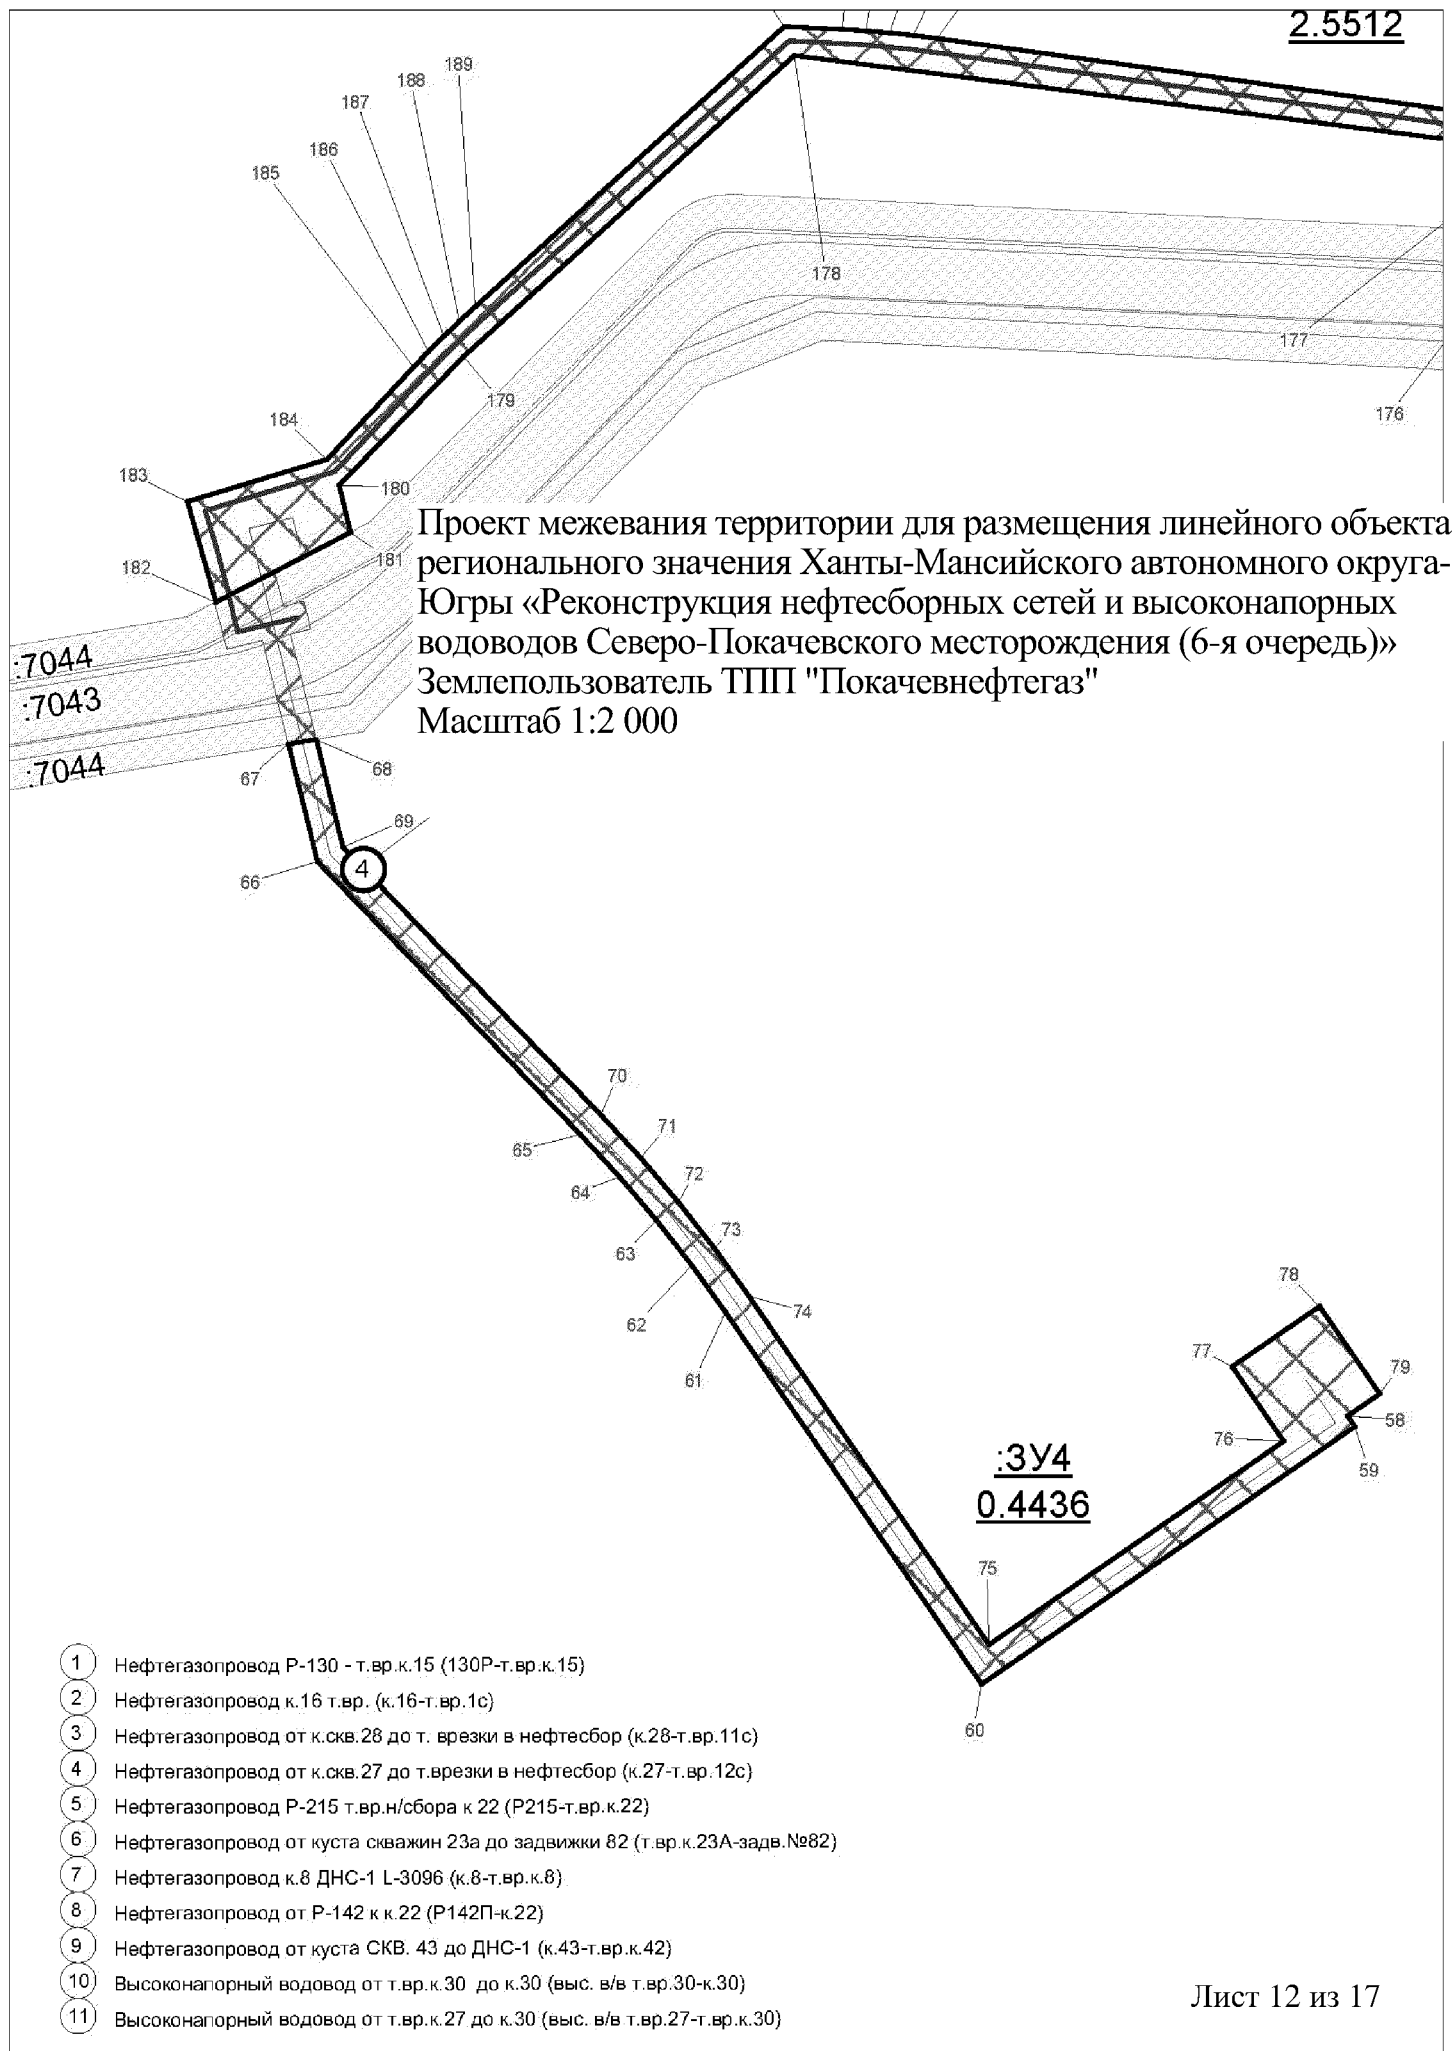 2.5512
189
188
187
186
185
178
177
176
179
184
183
180
181
182
Проект межевания территории для размещения линейного объекта
регионального значения Ханты-Мансийского автономного округа-
Югры «Реконструкция нефтесборных сетей и высоконапорных
водоводов Северо-Покачевского месторождения (6-я очередь)»
Землепользователь ТПП "Покачевнефтегаз"
Масштаб 1:2 000
:7044
:7043
:7044
67
68
69
4
66
70
71
65
72
64
73
63
74
62
61
78
77
79
58
76
59
:ЗУ4
0.4436
75
60
1 Нефтегазопровод Р-130 - т.вр.к.15 (130Р-т.вр.к.15)
2 Нефтегазопровод к.16 т.вр. (к.16-т.вр.1с)
3 Нефтегазопровод от к.скв.28 до т. врезки в нефтесбор (к.28-т.вр.11с)
4 Нефтегазопровод от к.скв.27 до т.врезки в нефтесбор (к.27-т.вр.12с)
5 Нефтегазопровод Р-215 т.вр.н/сбора к 22 (Р215-т.вр.к.22)
6 Нефтегазопровод от куста скважин 23а до задвижки 82 (т.вр.к.23А-задв.№82)
7 Нефтегазопровод к.8 ДНС-1 L-3096 (к.8-т.вр.к.8)
8 Нефтегазопровод от Р-142 к к.22 (Р142П-к.22)
9 Нефтегазопровод от куста СКВ. 43 до ДНС-1 (к.43-т.вр.к.42)
10 Высоконапорный водовод от т.вр.к.30 до к.30 (выс. в/в т.вр.30-к.30)
11 Высоконапорный водовод от т.вр.к.27 до к.30 (выс. в/в т.вр.27-т.вр.к.30)
Лист 12 из 17